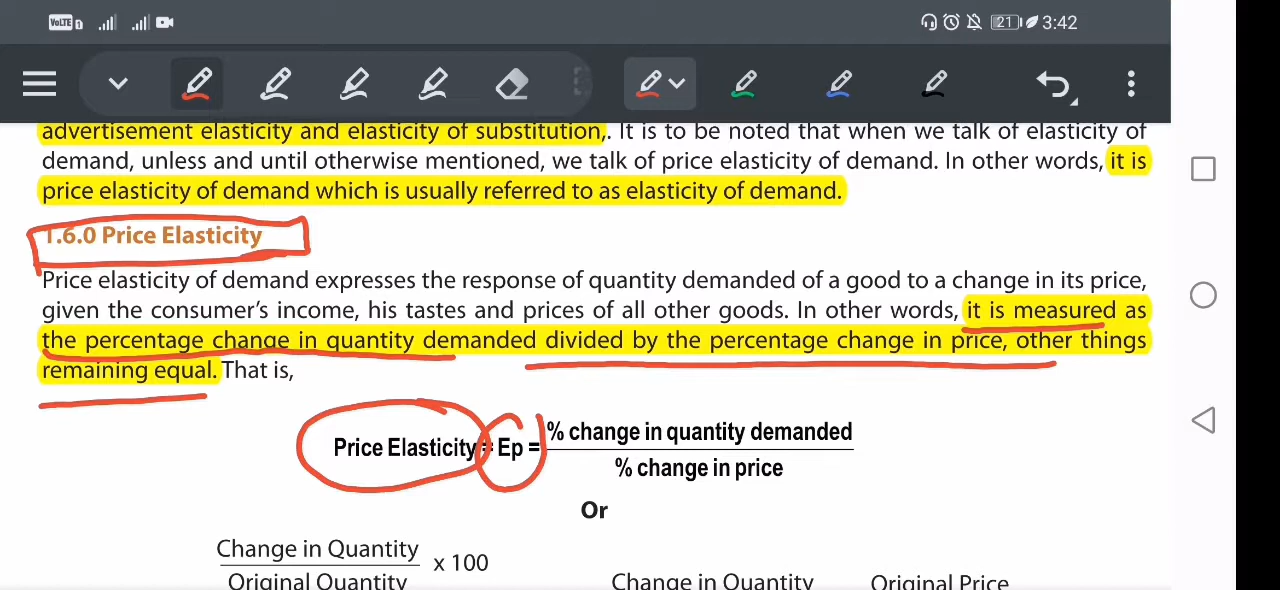 VoLTE 21 3:42
advertisement elasticity and elasticity of substitution,. It is to be noted that when we talk of elasticity of
demand, unless and until otherwise mentioned, we talk of price elasticity of demand. In other words, it is
price elasticity of demand which is usually referred to as elasticity of demand.
1.6.0 Price Elasticity
Price elasticity of demand expresses the response of quantity demanded of a good to a change in its price,
given the consumer's income, his tastes and prices of all other goods. In other words, it is measured as
the percentage change in quantity demanded divided by the percentage change in price, other things
remaining equal. That is,
Price Elasticity = Ep = % change in quantity demanded
% change in price
Or
Change in Quantity
x 100
Original Quantity
Change in Quantity Original Price